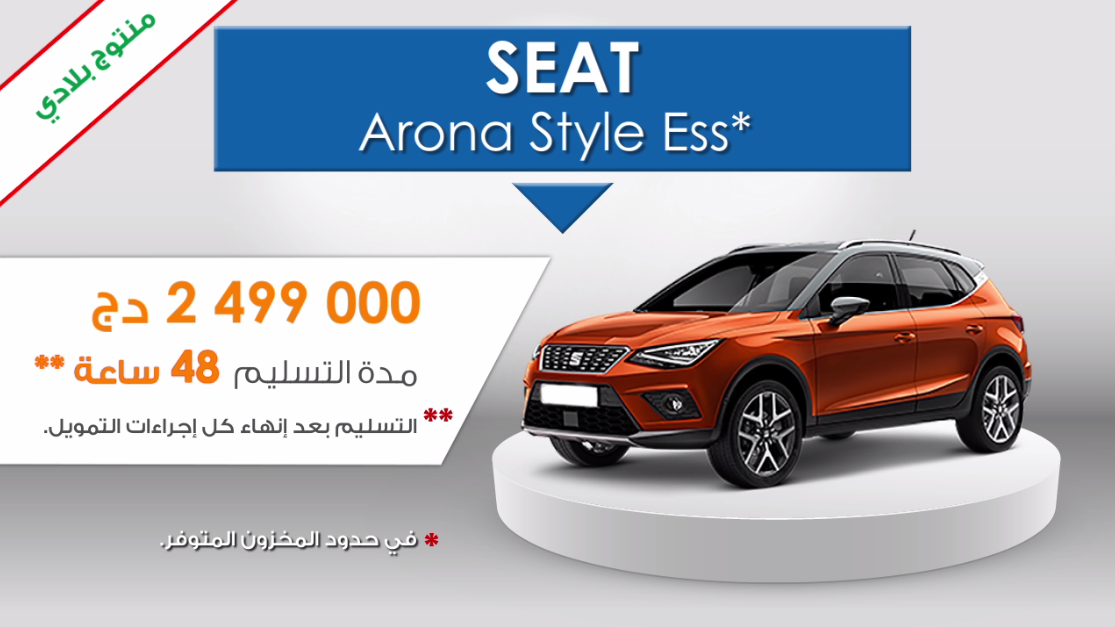 منتوج بلادي
SEAT
Arona Style Ess*
2 499 000 دج
مدة التسليم 48 ساعة **
** التسليم بعد إنهاء كل إجراءات التمويل.
* في حدود المخزون المتوفر.